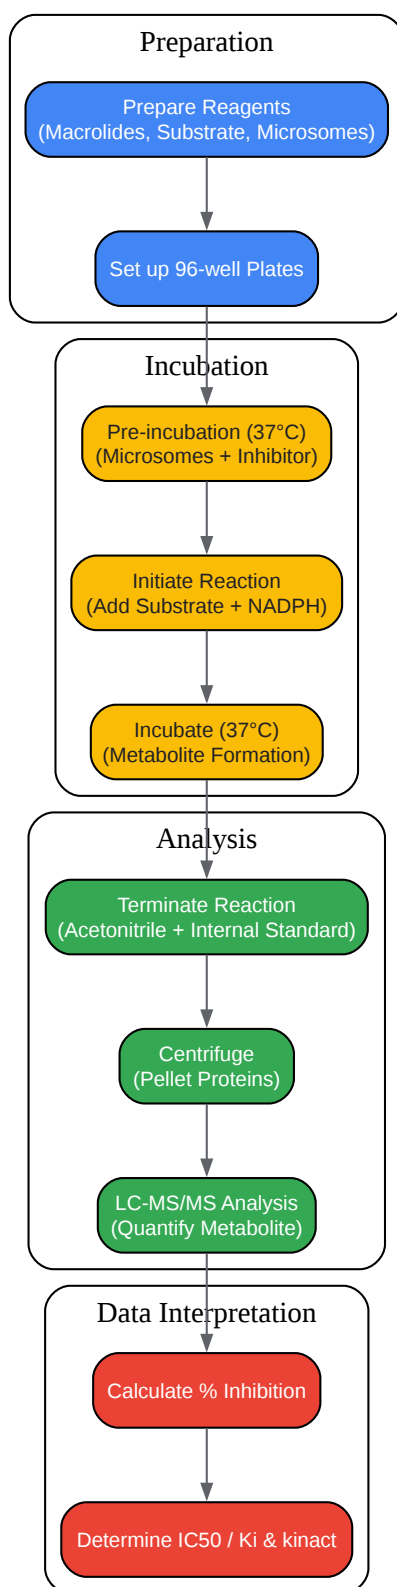 Preparation
Prepare Reagents
(Macrolides, Substrate, Microsomes)
Set up 96-well Plates
Incubation
Pre-incubation (37°C)
(Microsomes + Inhibitor)
Initiate Reaction
(Add Substrate + NADPH)
Incubate (37°C)
(Metabolite Formation)
Analysis
Terminate Reaction
(Acetonitrile + Internal Standard)
Centrifuge
(Pellet Proteins)
LC-MS/MS Analysis
(Quantify Metabolite)
Data Interpretation
Calculate % Inhibition
Determine IC50 / Ki & kinact